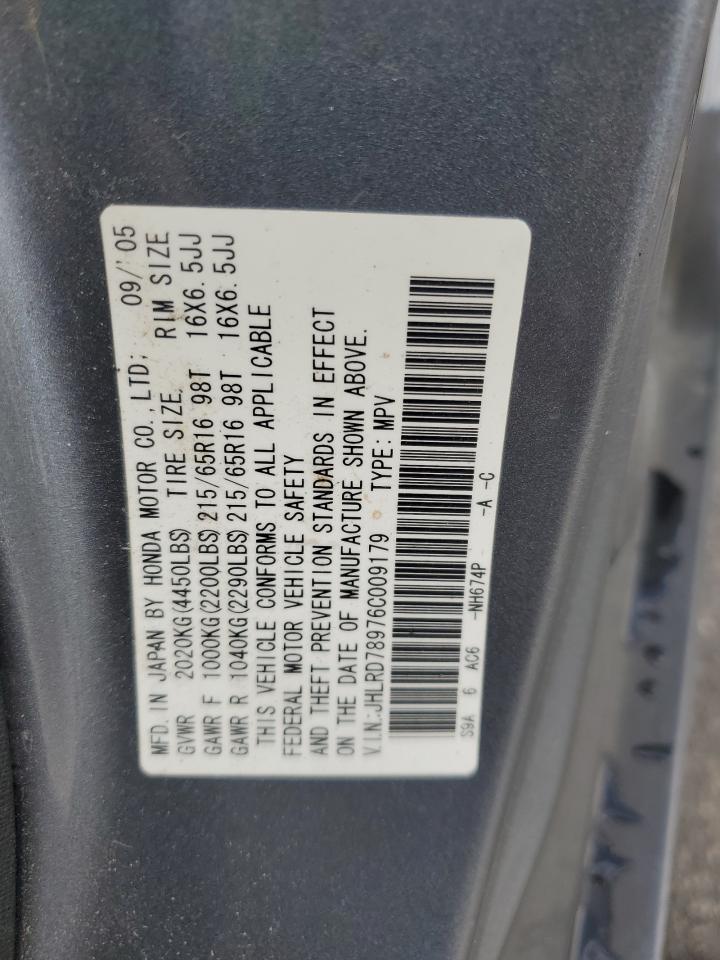 MFD. IN JAPAN BY HONDA MOTOR CO., LTD; 09/'05
GVWR 2020KG(4450LBS) TIRE SIZE, RIM SIZE
GAWR F 1000KG(2200LBS) 215/65R16 98T 16X6.5JJ
GAWR R 1040KG(2290LBS) 215/65R16 98T 16X6.5JJ
THIS VEHICLE CONFORMS TO ALL APPLICABLE
FEDERAL MOTOR VEHICLE SAFETY
AND THEFT PREVENTION STANDARDS IN EFFECT
ON THE DATE OF MANUFACTURE SHOWN ABOVE.
V.I.N.:JHLRD78976C009179 TYPE: MPV
S9A 6 AC6 -NH674P -A -C